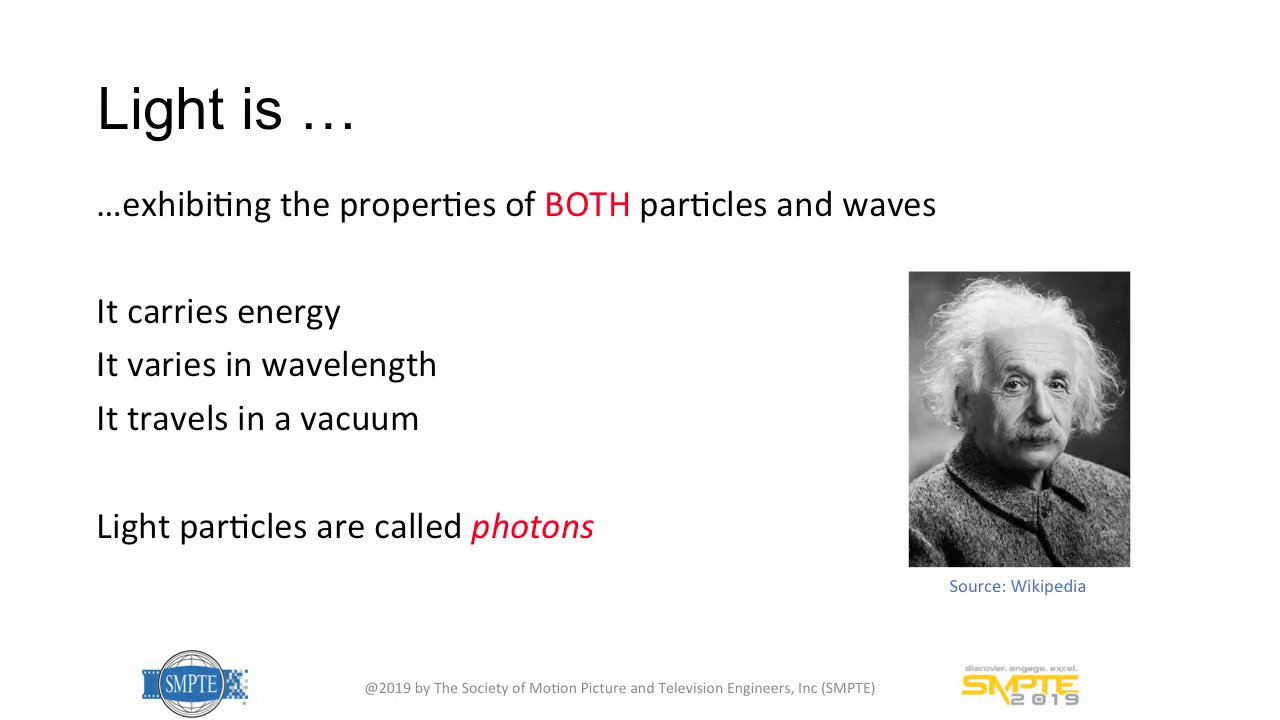 Light is …
…exhibiting the properties of BOTH particles and waves
It carries energy
It varies in wavelength
It travels in a vacuum
Light particles are called photons
Source: Wikipedia
SMPTE
@2019 by The Society of Motion Picture and Television Engineers, Inc (SMPTE)
discover. engage. excel.
SMPTE
2019